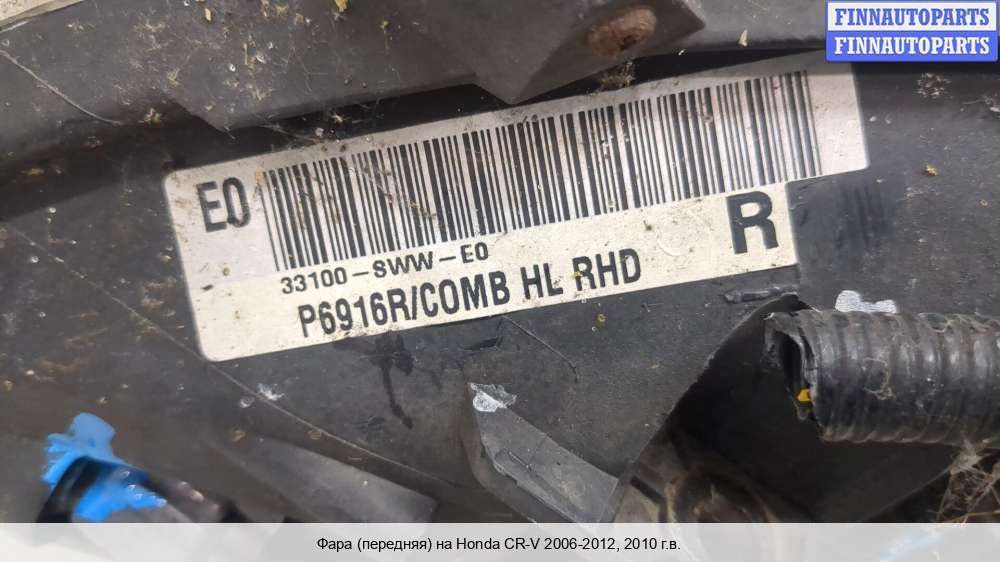 FINNAUTOPARTS
FINNAUTOPARTS
E0
33100-SWW-E0
R
P6916R/COMB HL RHD
Фара (передняя) на Honda CR-V 2006-2012, 2010 г.в.